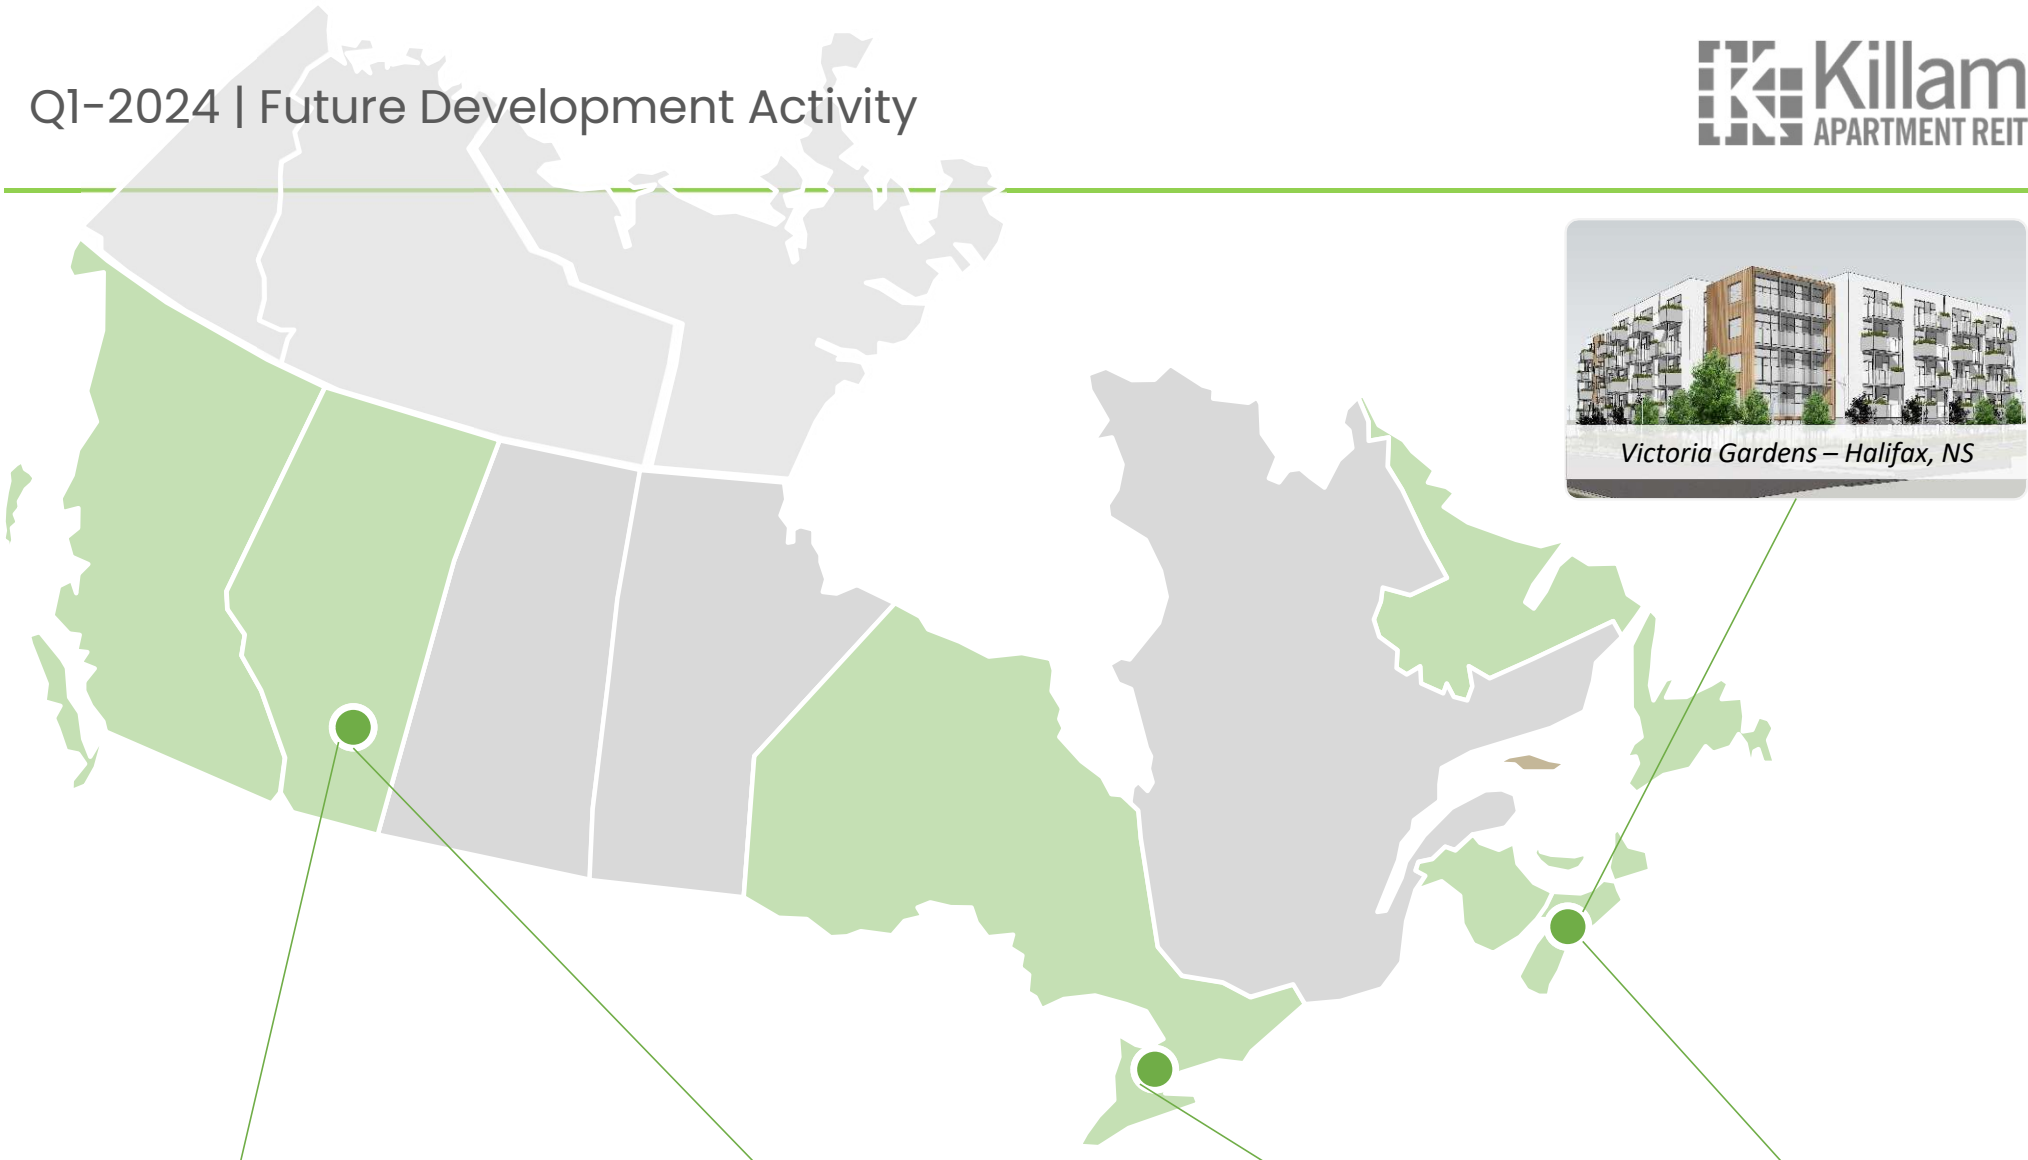 Q1-2024 | Future Development Activity
Killam
APARTMENT REIT
Victoria Gardens – Halifax, NS